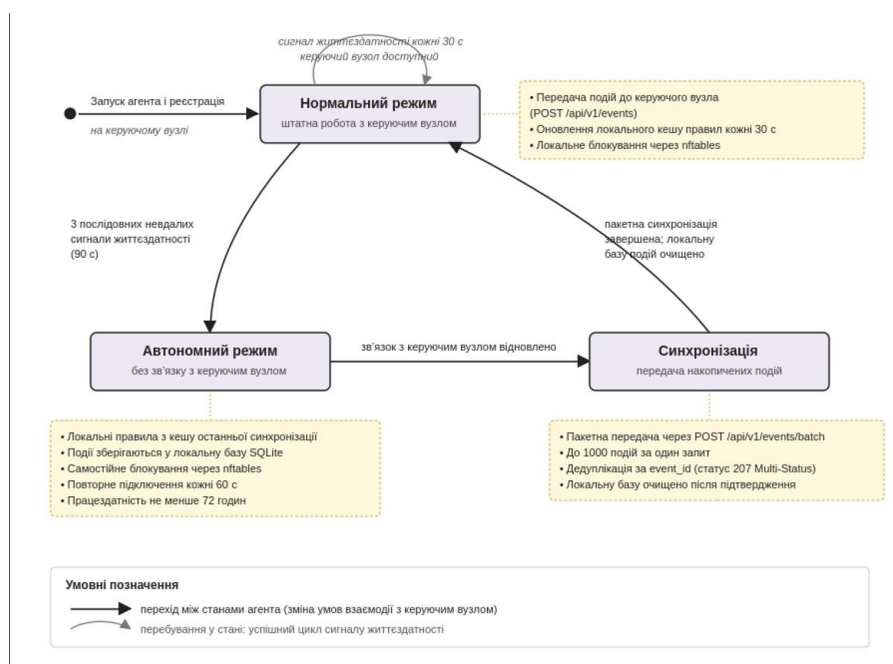 сигнал життєздатності кожні 30 с
керуючий вузол доступний
Запуск агента і реєстрація
на керуючому вузлі
Нормальний режим
штатна робота з керуючим вузлом
• Передача подій до керуючого вузла
(POST /api/v1/events)
• Оновлення локального кешу правил кожні 30 с
• Локальне блокування через nftables
3 послідовних невдалих
сигнали життєздатності
(90 с)
пакетна синхронізація
завершена; локальну
базу подій очищено
Автономний режим
без зв'язку з керуючим вузлом
зв'язок з керуючим вузлом відновлено
Синхронізація
передача накопичених подій
• Локальні правила з кешу останньої синхронізації
• Події зберігаються у локальну базу SQLite
• Самостійне блокування через nftables
• Повторне підключення кожні 60 с
• Працездатність не менше 72 годин
• Пакетна передача через POST /api/v1/events/batch
• До 1000 подій за один запит
• Дедуплікація за event_id (статус 207 Multi-Status)
• Локальну базу очищено після підтвердження
Умовні позначення
перехід між станами агента (зміна умов взаємодії з керуючим вузлом)
перебування у стані: успішний цикл сигналу життєздатності